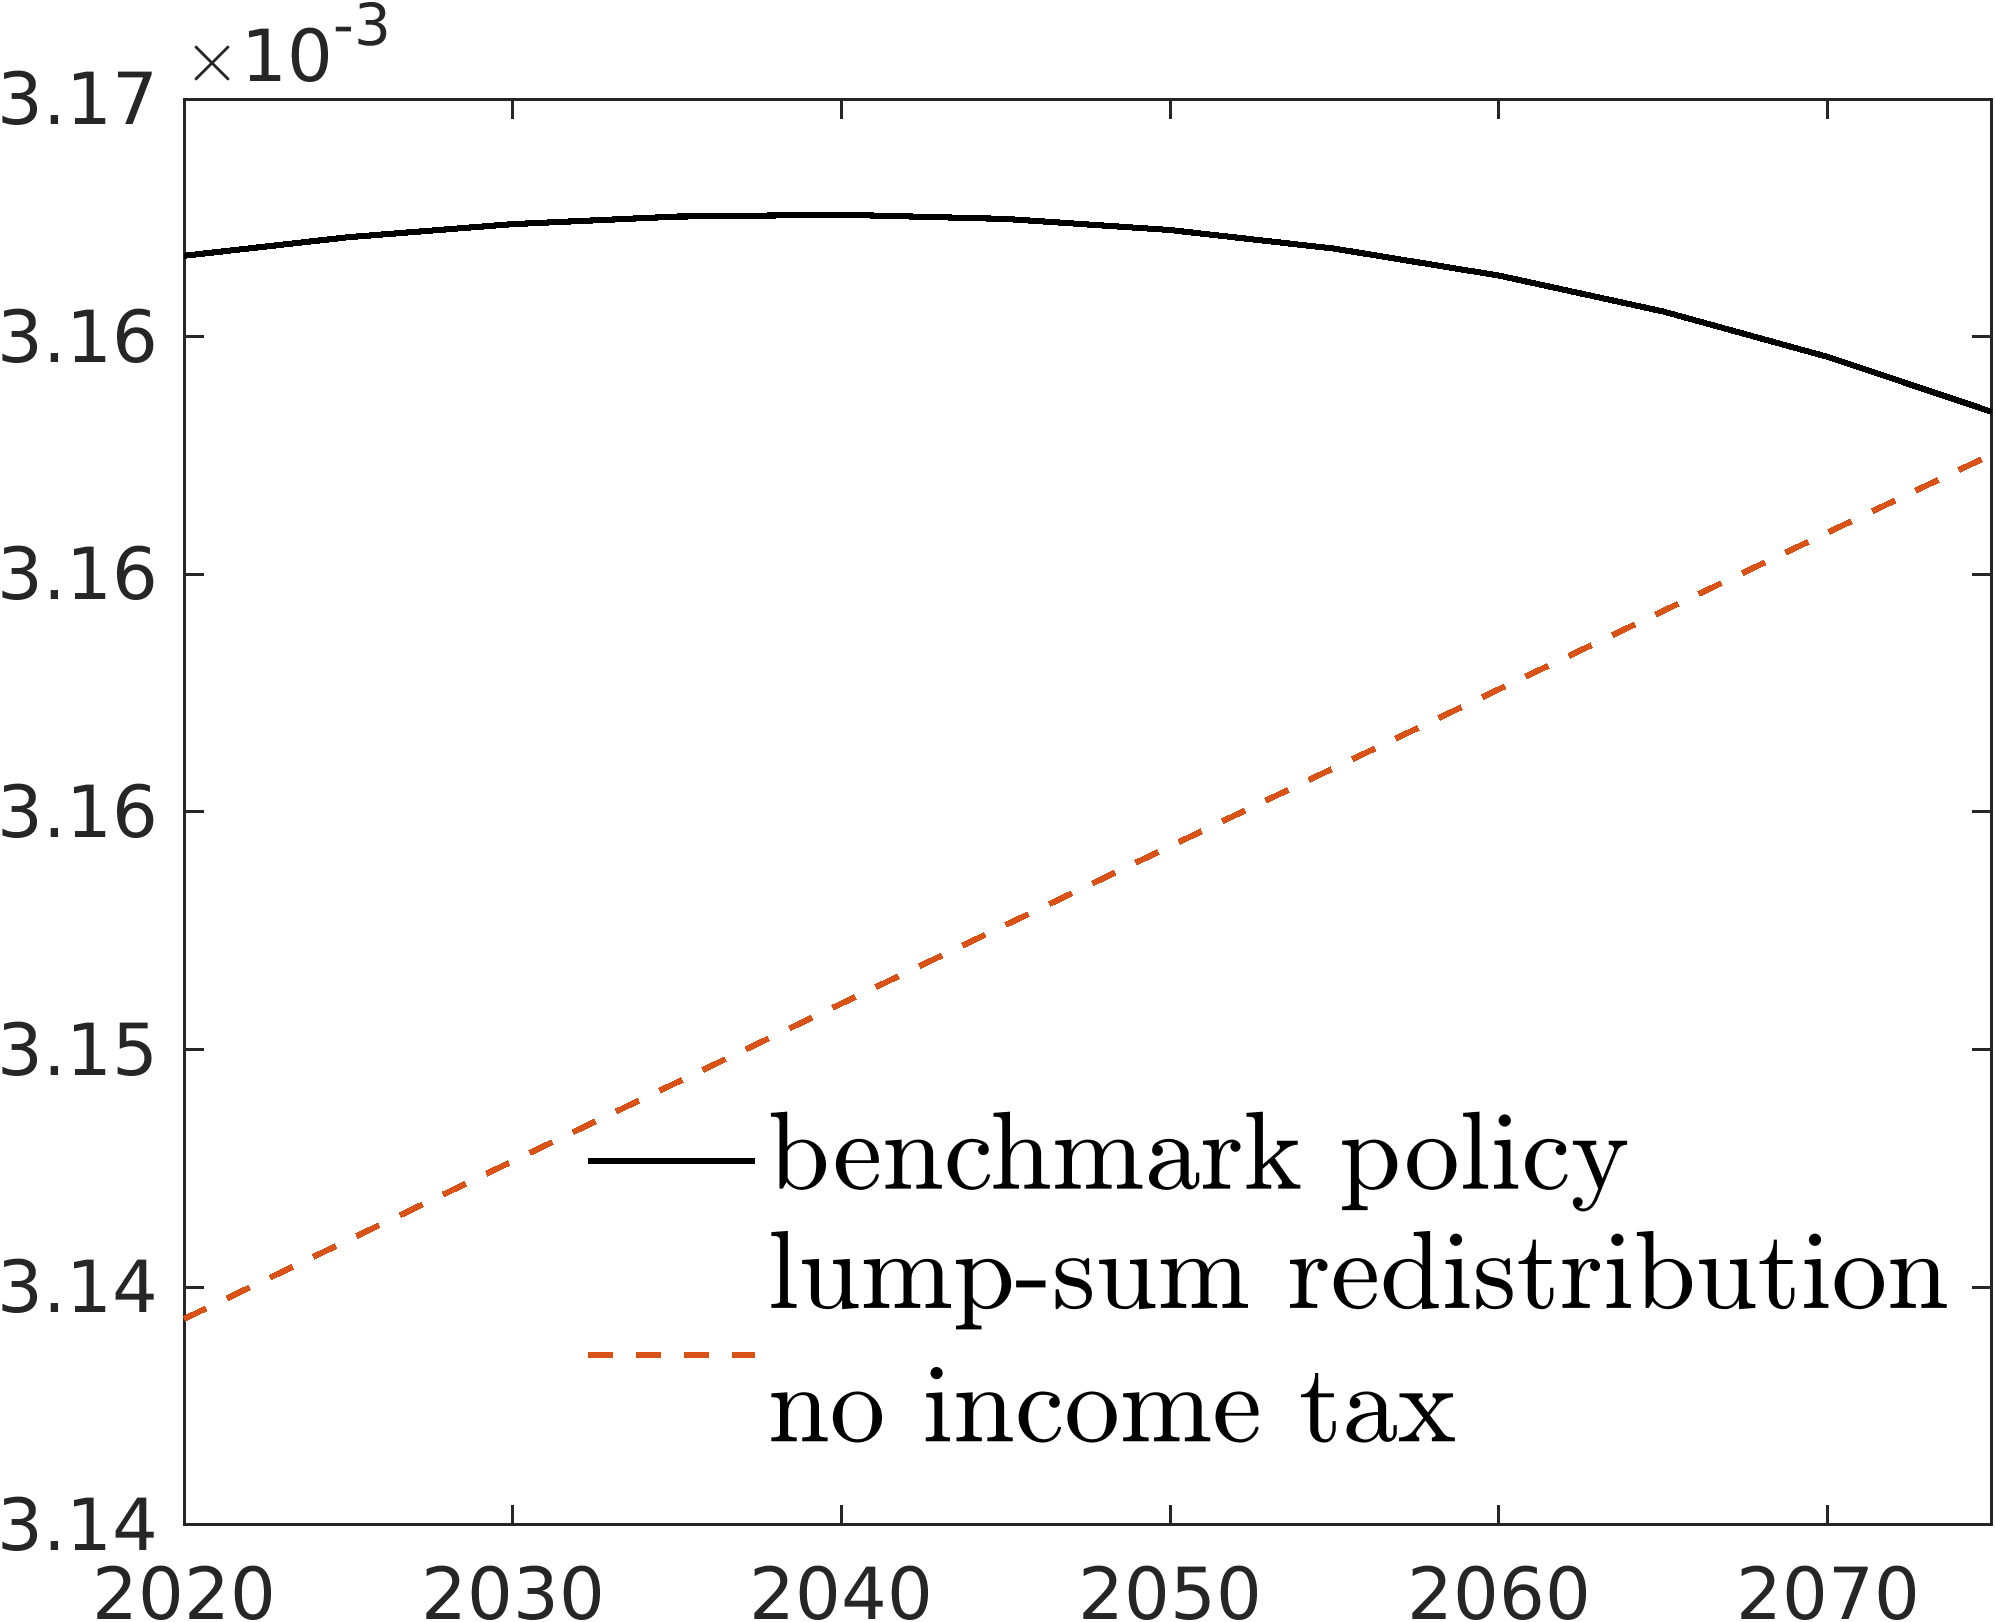 ×10-3
3.17
3.16
3.16
3.16
3.15
3.14
3.14
benchmark policy
lump-sum redistribution
no income tax
2020 2030 2040 2050 2060 2070